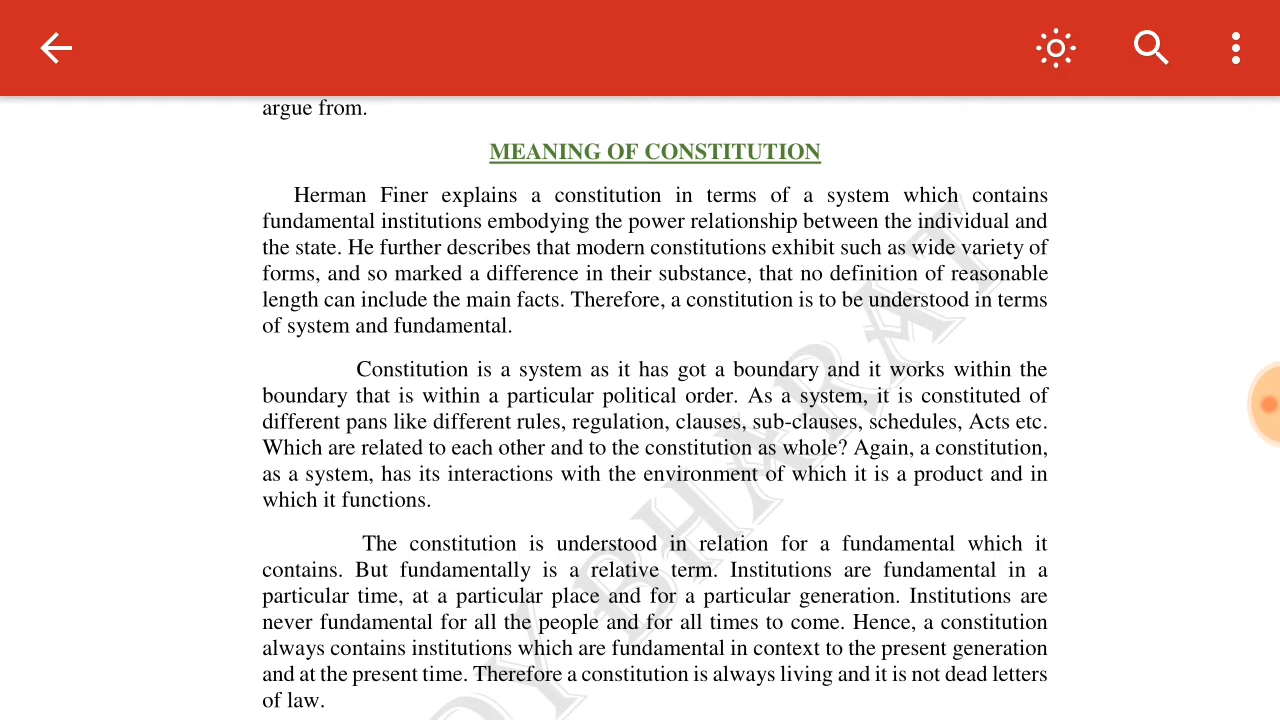 argue from.
MEANING OF CONSTITUTION
Herman Finer explains a constitution in terms of a system which contains
fundamental institutions embodying the power relationship between the individual and
the state. He further describes that modern constitutions exhibit such as wide variety of
forms, and so marked a difference in their substance, that no definition of reasonable
length can include the main facts. Therefore, a constitution is to be understood in terms
of system and fundamental.
Constitution is a system as it has got a boundary and it works within the
boundary that is within a particular political order. As a system, it is constituted of
different pans like different rules, regulation, clauses, sub-clauses, schedules, Acts etc.
Which are related to each other and to the constitution as whole? Again, a constitution,
as a system, has its interactions with the environment of which it is a product and in
which it functions.
The constitution is understood in relation for a fundamental which it
contains. But fundamentally is a relative term. Institutions are fundamental in a
particular time, at a particular place and for a particular generation. Institutions are
never fundamental for all the people and for all times to come. Hence, a constitution
always contains institutions which are fundamental in context to the present generation
and at the present time. Therefore a constitution is always living and it is not dead letters
of law.
BHARAT